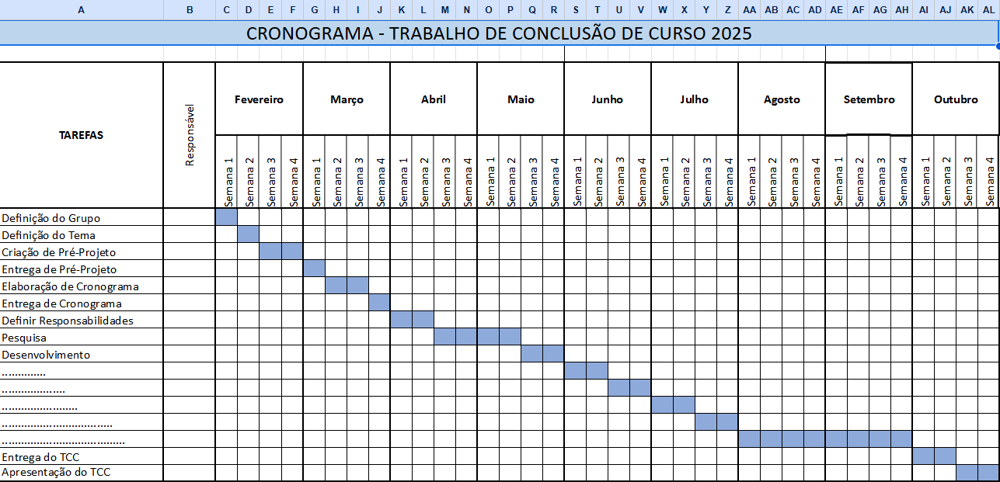 A B C D E F G H I J K L M N O P Q R S T U V W X Y Z AA AB AC AD AE AF AG AH AI AJ AK AL
CRONOGRAMA - TRABALHO DE CONCLUSÃO DE CURSO 2025
TAREFAS Responsável Fevereiro Março Abril Maio Junho Julho Agosto Setembro Outubro
Semana 1 Semana 2 Semana 3 Semana 4 Semana 1 Semana 2 Semana 3 Semana 4 Semana 1 Semana 2 Semana 3 Semana 4 Semana 1 Semana 2 Semana 3 Semana 4 Semana 1 Semana 2 Semana 3 Semana 4 Semana 1 Semana 2 Semana 3 Semana 4 Semana 1 Semana 2 Semana 3 Semana 4 Semana 1 Semana 2 Semana 3 Semana 4 Semana 1 Semana 2 Semana 3 Semana 4
Definição do Grupo
Definição do Tema
Criação de Pré-Projeto
Entrega de Pré-Projeto
Elaboração de Cronograma
Entrega de Cronograma
Definir Responsabilidades
Pesquisa
Desenvolvimento
..............
....................
........................
...................................
.......................................
Entrega do TCC
Apresentação do TCC